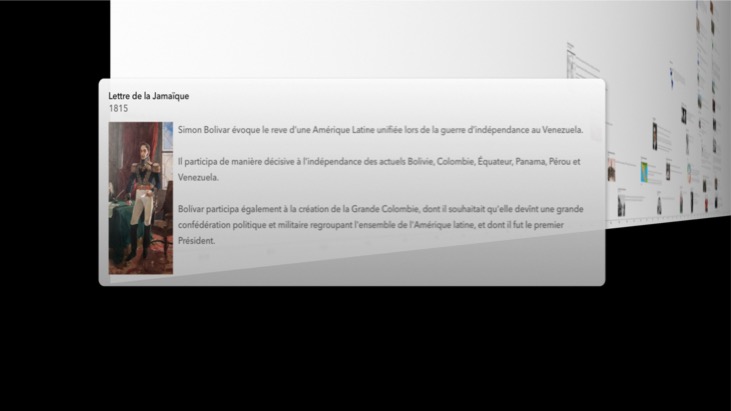 Lettre de la Jamaïque
1815
Simon Bolivar évoque le reve d'une Amérique Latine unifiée lors de la guerre d'indépendance au Venezuela.
Il participa de manière décisive à l'indépendance des actuels Bolivie, Colombie, Équateur, Panama, Pérou et
Venezuela.
Bolivar participa également à la création de la Grande Colombie, dont il souhaitait qu'elle devînt une grande
confédération politique et militaire regroupant l'ensemble de l'Amérique latine, et dont il fut le premier
Président.